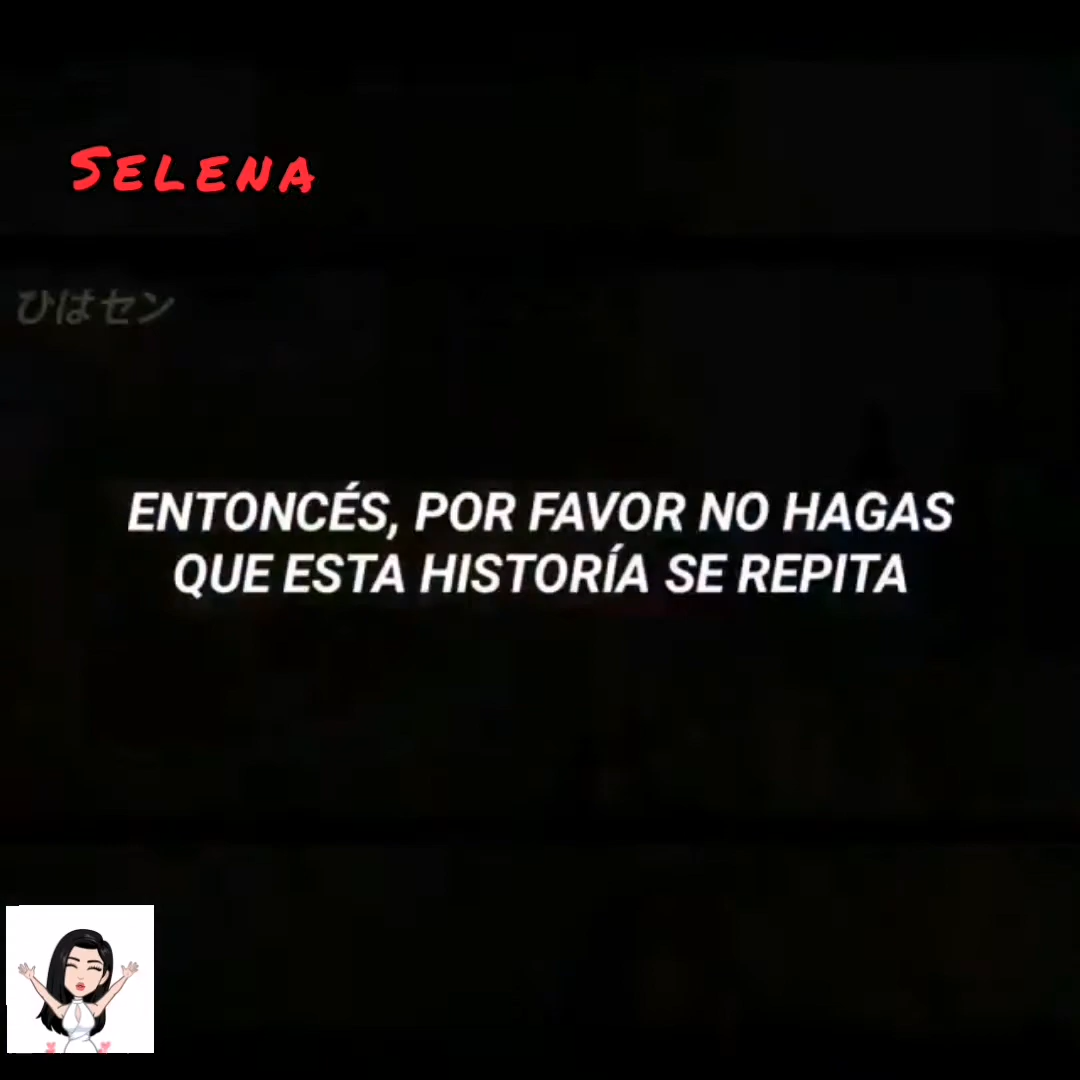 SELENA
ひはセン
ENTONCÉS, POR FAVOR NO HAGAS
QUE ESTA HISTORÍA SE REPITA